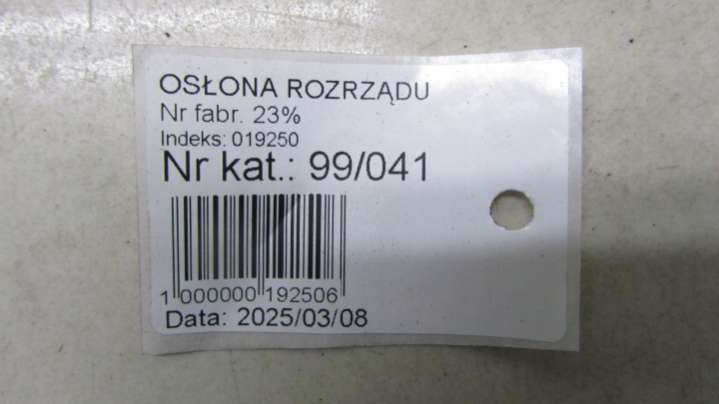 OSŁONA ROZRZĄDU
Nr fabr. 23%
Indeks: 019250
Nr kat.: 99/041
1 000000 192506
Data: 2025/03/08